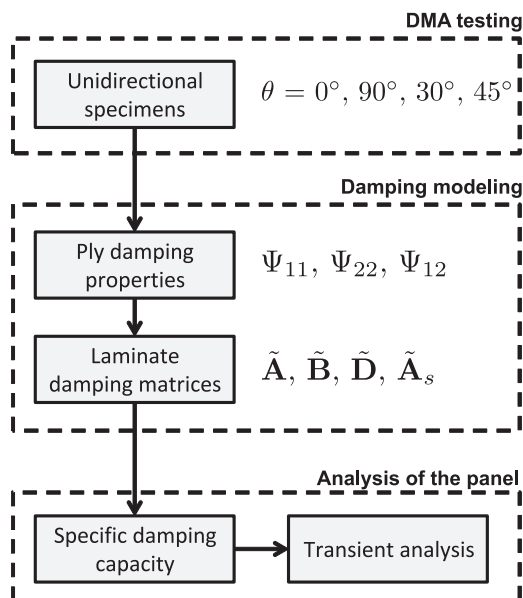 DMA testing
Unidirectional
specimens
θ = 0°, 90°, 30°, 45°
Damping modeling
Ply damping
properties
Ψ₁₁, Ψ₂₂, Ψ₁₂
Laminate
damping matrices
Ã, B̃, D̃, Ãₛ
Analysis of the panel
Specific damping
capacity
Transient analysis